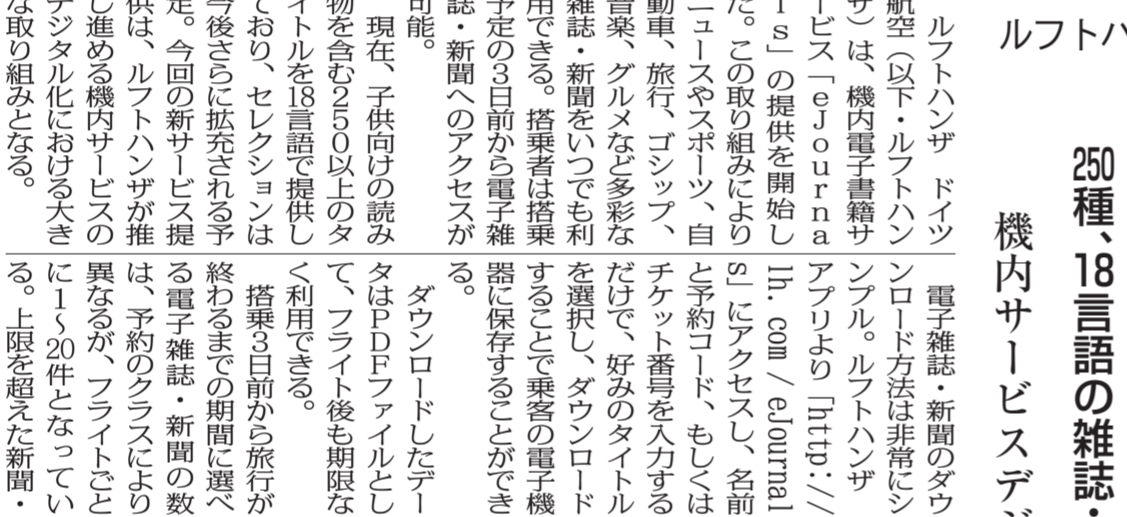 250種、18言語の雑誌・
ルフトハ
機内サービスデジ
ルフトハンザ ドイツ
航空（以下・ルフトハン
ザ）は、機内電子書籍サ
ービス「eJourna
ls」の提供を開始し
た。この取り組みにより
ニュースやスポーツ、自
動車、旅行、ゴシップ、
音楽、グルメなど多彩な
雑誌・新聞をいつでも利
用できる。搭乗者は搭乗
予定の3日前から電子雑
誌・新聞へのアクセスが
可能。
現在、子供向けの読み
物を含む250以上のタ
イトルを18言語で提供し
ており、セレクションは
今後さらに拡充される予
定。今回の新サービス提
供は、ルフトハンザが推
し進める機内サービスの
デジタル化における大き
な取り組みとなる。
電子雑誌・新聞のダウ
ンロード方法は非常にシ
ンプル。ルフトハンザ
アプリより「http://
lh.com/eJournal
s」にアクセスし、名前
と予約コード、もしくは
チケット番号を入力する
だけで、好みのタイトル
を選択し、ダウンロード
することで乗客の電子機
器に保存することができ
る。
ダウンロードしたデー
タはPDFファイルとし
て、フライト後も期限な
く利用できる。
搭乗3日前から旅行が
終わるまでの期間に選べ
る電子雑誌・新聞の数
は、予約のクラスにより
異なるが、フライトごと
に1〜20件となってい
る。上限を超えた新聞・